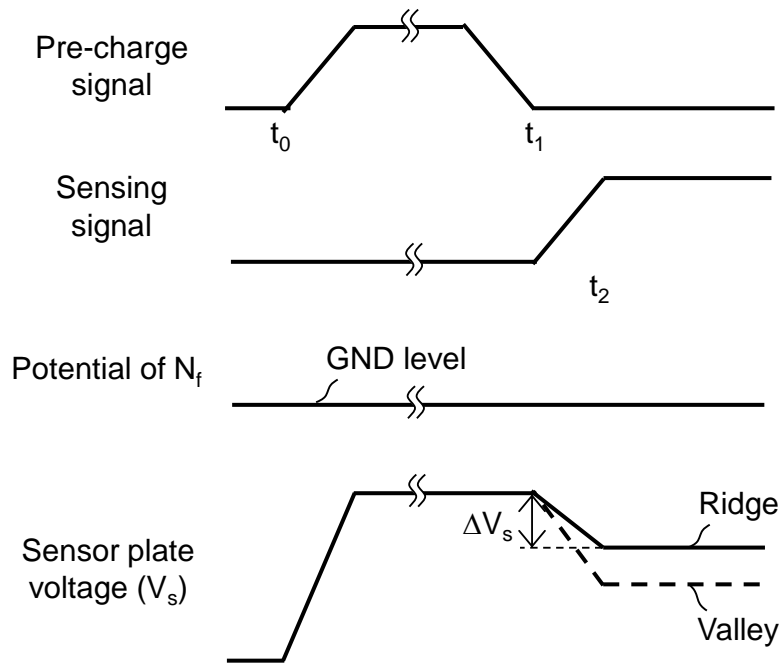 Pre-charge
signal
t₀
t₁
Sensing
signal
t₂
Potential of N_f
GND level
Sensor plate
voltage (Vₛ)
ΔVₛ
Ridge
Valley